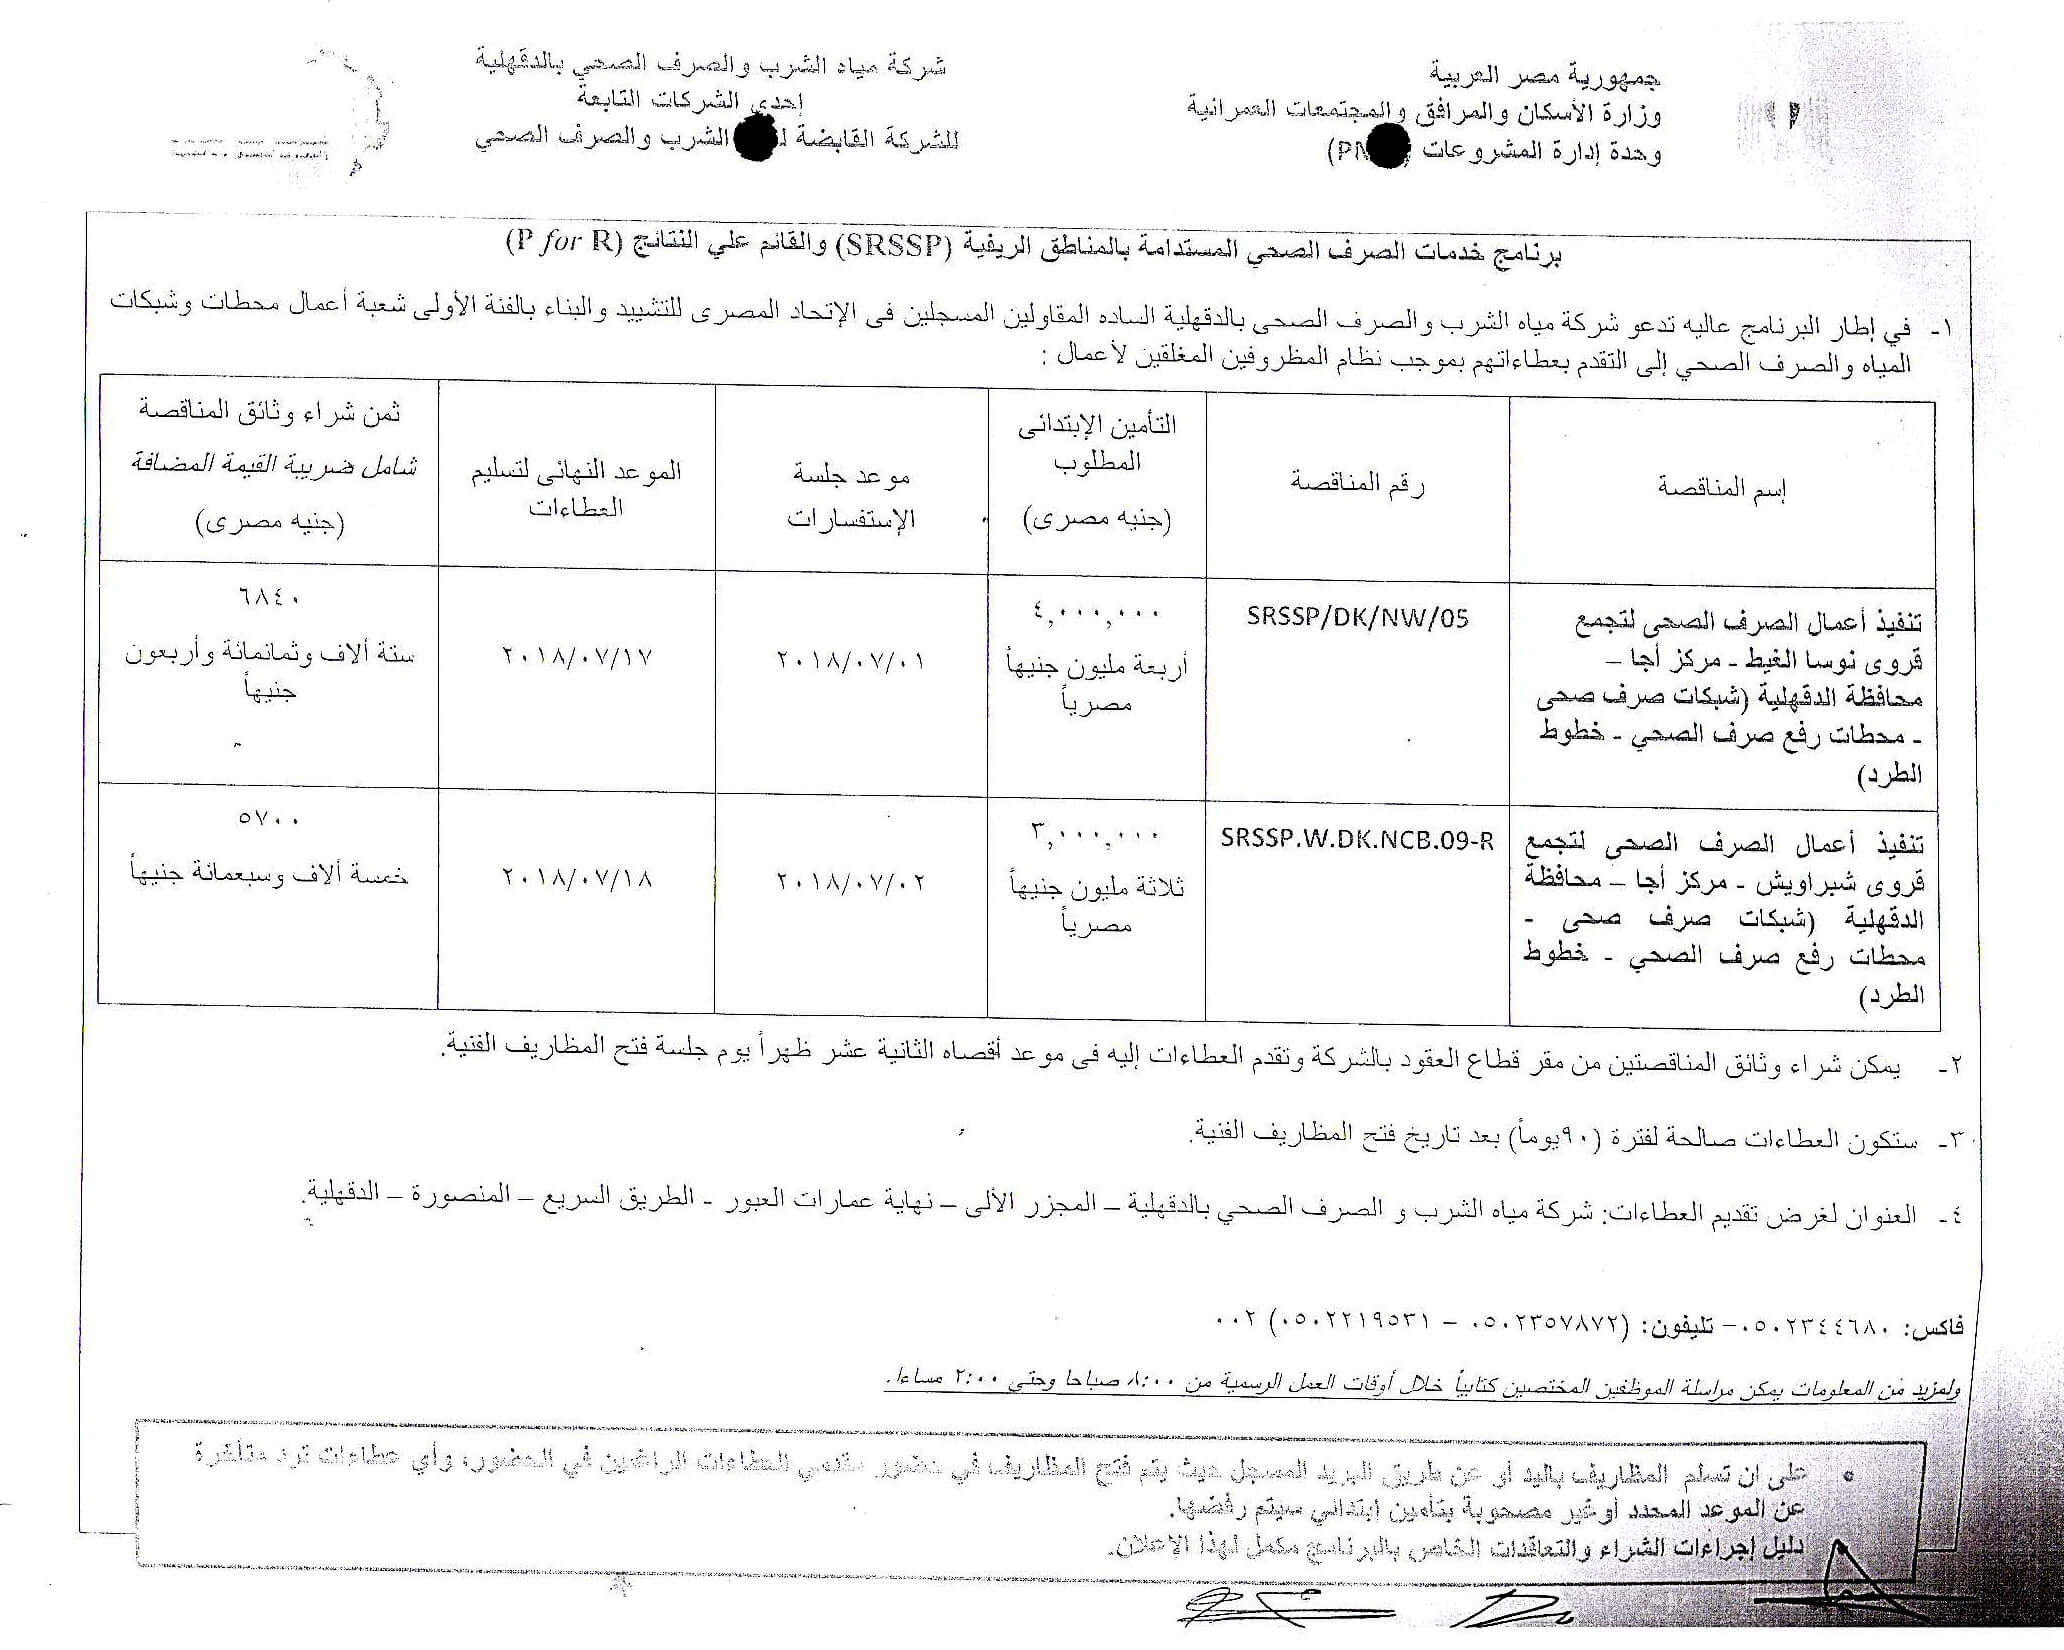 جمهورية مصر العربية
وزارة الأسكان والمرافق والمجتمعات العمرانية
وحدة إدارة المشروعات
شركة مياه الشرب والصرف الصحي بالدقهلية
إحدي الشركات التابعة
للشركة القابضة الشرب والصرف الصحي
برنامج خدمات الصرف الصحي المستدامة بالمناطق الريفية (SRSSP) والقائم علي النتائج (P for R)
١- في إطار البرنامج عاليه تدعو شركة مياه الشرب والصرف الصحى بالدقهلية الساده المقاولين المسجلين فى الإتحاد المصرى للتشييد والبناء بالفئة الأولى شعبة أعمال محطات وشبكات
المياه والصرف الصحي إلى التقدم بعطاءاتهم بموجب نظام المظروفين المغلقين لأعمال :
إسم المناقصة
رقم المناقصة
التأمين الإبتدائى
المطلوب
(جنيه مصرى)
موعد جلسة
الإستفسارات
الموعد النهائى لتسليم
العطاءات
ثمن شراء وثائق المناقصة
شامل ضريبة القيمة المضافة
(جنيه مصرى)
تنفيذ أعمال الصرف الصحى لتجمع
قروى نوسا الغيط - مركز أجا –
محافظة الدقهلية (شبكات صرف صحى
- محطات رفع صرف الصحي - خطوط
الطرد)
SRSSP/DK/NW/05
٤,٠٠٠,٠٠٠
أربعة مليون جنيهاً
مصرياً
٢٠١٨/٠٧/٠١
٢٠١٨/٠٧/١٧
٦٨٤٠
ستة ألاف وثمانمائة وأربعون
جنيهاً
تنفيذ أعمال الصرف الصحى لتجمع
قروى شبراويش - مركز أجا – محافظة
الدقهلية (شبكات صرف صحى -
محطات رفع صرف الصحي - خطوط
الطرد)
SRSSP.W.DK.NCB.09-R
٣,٠٠٠,٠٠٠
ثلاثة مليون جنيهاً
مصرياً
٢٠١٨/٠٧/٠٢
٢٠١٨/٠٧/١٨
٥٧٠٠
خمسة ألاف وسبعمائة جنيهاً
٢- يمكن شراء وثائق المناقصتين من مقر قطاع العقود بالشركة وتقدم العطاءات إليه فى موعد أقصاه الثانية عشر ظهراً يوم جلسة فتح المظاريف الفنية.
٣- ستكون العطاءات صالحة لفترة (٩٠يوماً) بعد تاريخ فتح المظاريف الفنية.
٤- العنوان لغرض تقديم العطاءات: شركة مياه الشرب و الصرف الصحي بالدقهلية – المجزر الألى – نهاية عمارات العبور - الطريق السريع – المنصورة – الدقهلية.
فاكس: ٠٥٠٢٣٤٤٦٨٠– تليفون: (٠٥٠٢٣٥٧٨٧٢ – ٠٥٠٢٢١٩٥٣١) ٠٠٢
ولمزيد من المعلومات يمكن مراسلة الموظفين المختصين كتابياً خلال أوقات العمل الرسمية من ٨:٠٠ صباحا وحتى ٢:٠٠ مساءا.
• على ان تسلم المظاريف باليد أو عن طريق البريد المسجل حيث يتم فتح المظاريف في حضور مقدمي العطاءات الراغبين في الحضور، وأي عطاءات ترد متأخرة
عن الموعد المحدد أوغير مصحوبة بتأمين إبتدائي سيتم رفضها.
دليل إجراءات الشراء والتعاقدات الخاص بالبرنامج مكمل لهذا الاعلان.